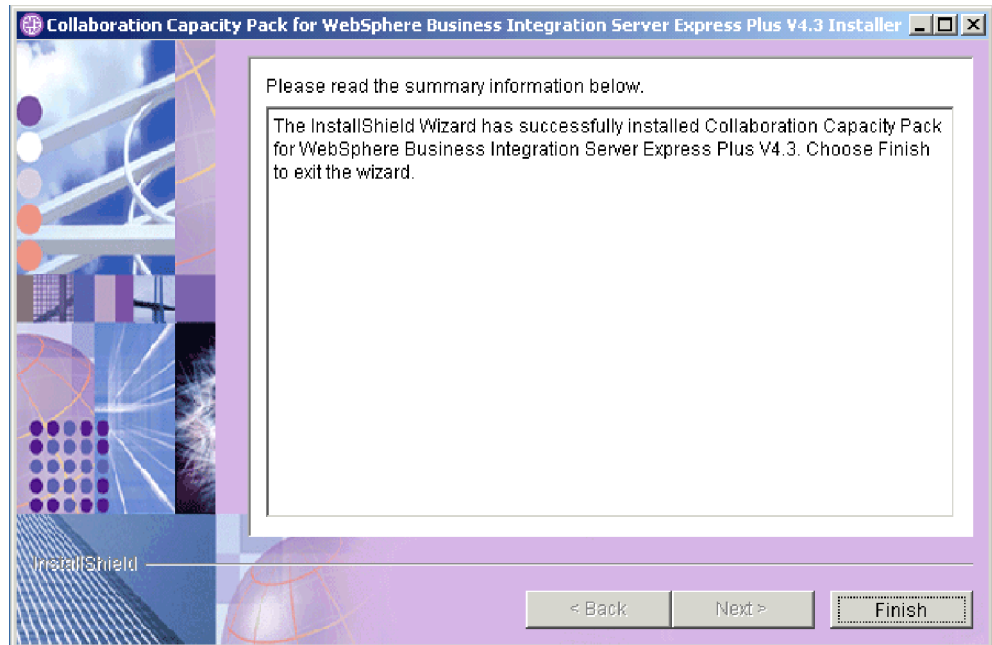 Collaboration Capacity Pack for WebSphere Business Integration Server Express Plus V4.3 Installer
Please read the summary information below.
The InstallShield Wizard has successfully installed Collaboration Capacity Pack
for WebSphere Business Integration Server Express Plus V4.3. Choose Finish
to exit the wizard.
InstallShield
< Back
Next >
Finish